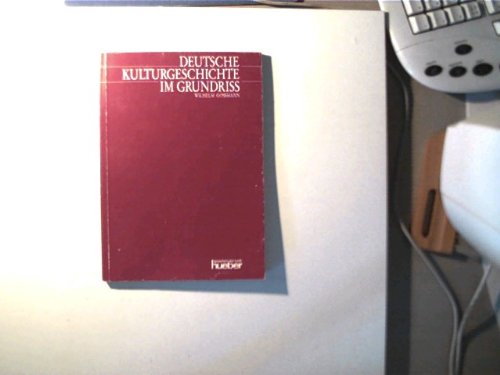 DEUTSCHE
KULTURGESCHICHTE
IM GRUNDRISS
WILHELM GÖSSMANN
hueber